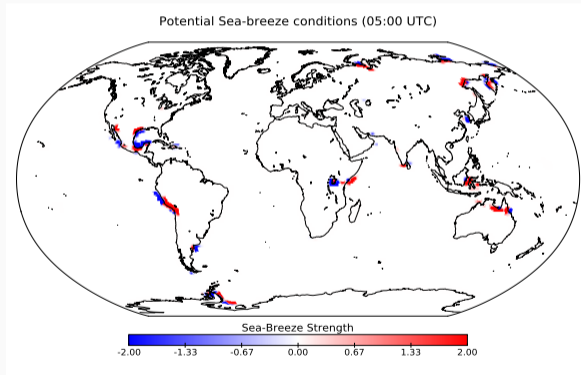 Potential Sea-breeze conditions (05:00 UTC)
Sea-Breeze Strength
-2.00 -1.33 -0.67 0.00 0.67 1.33 2.00